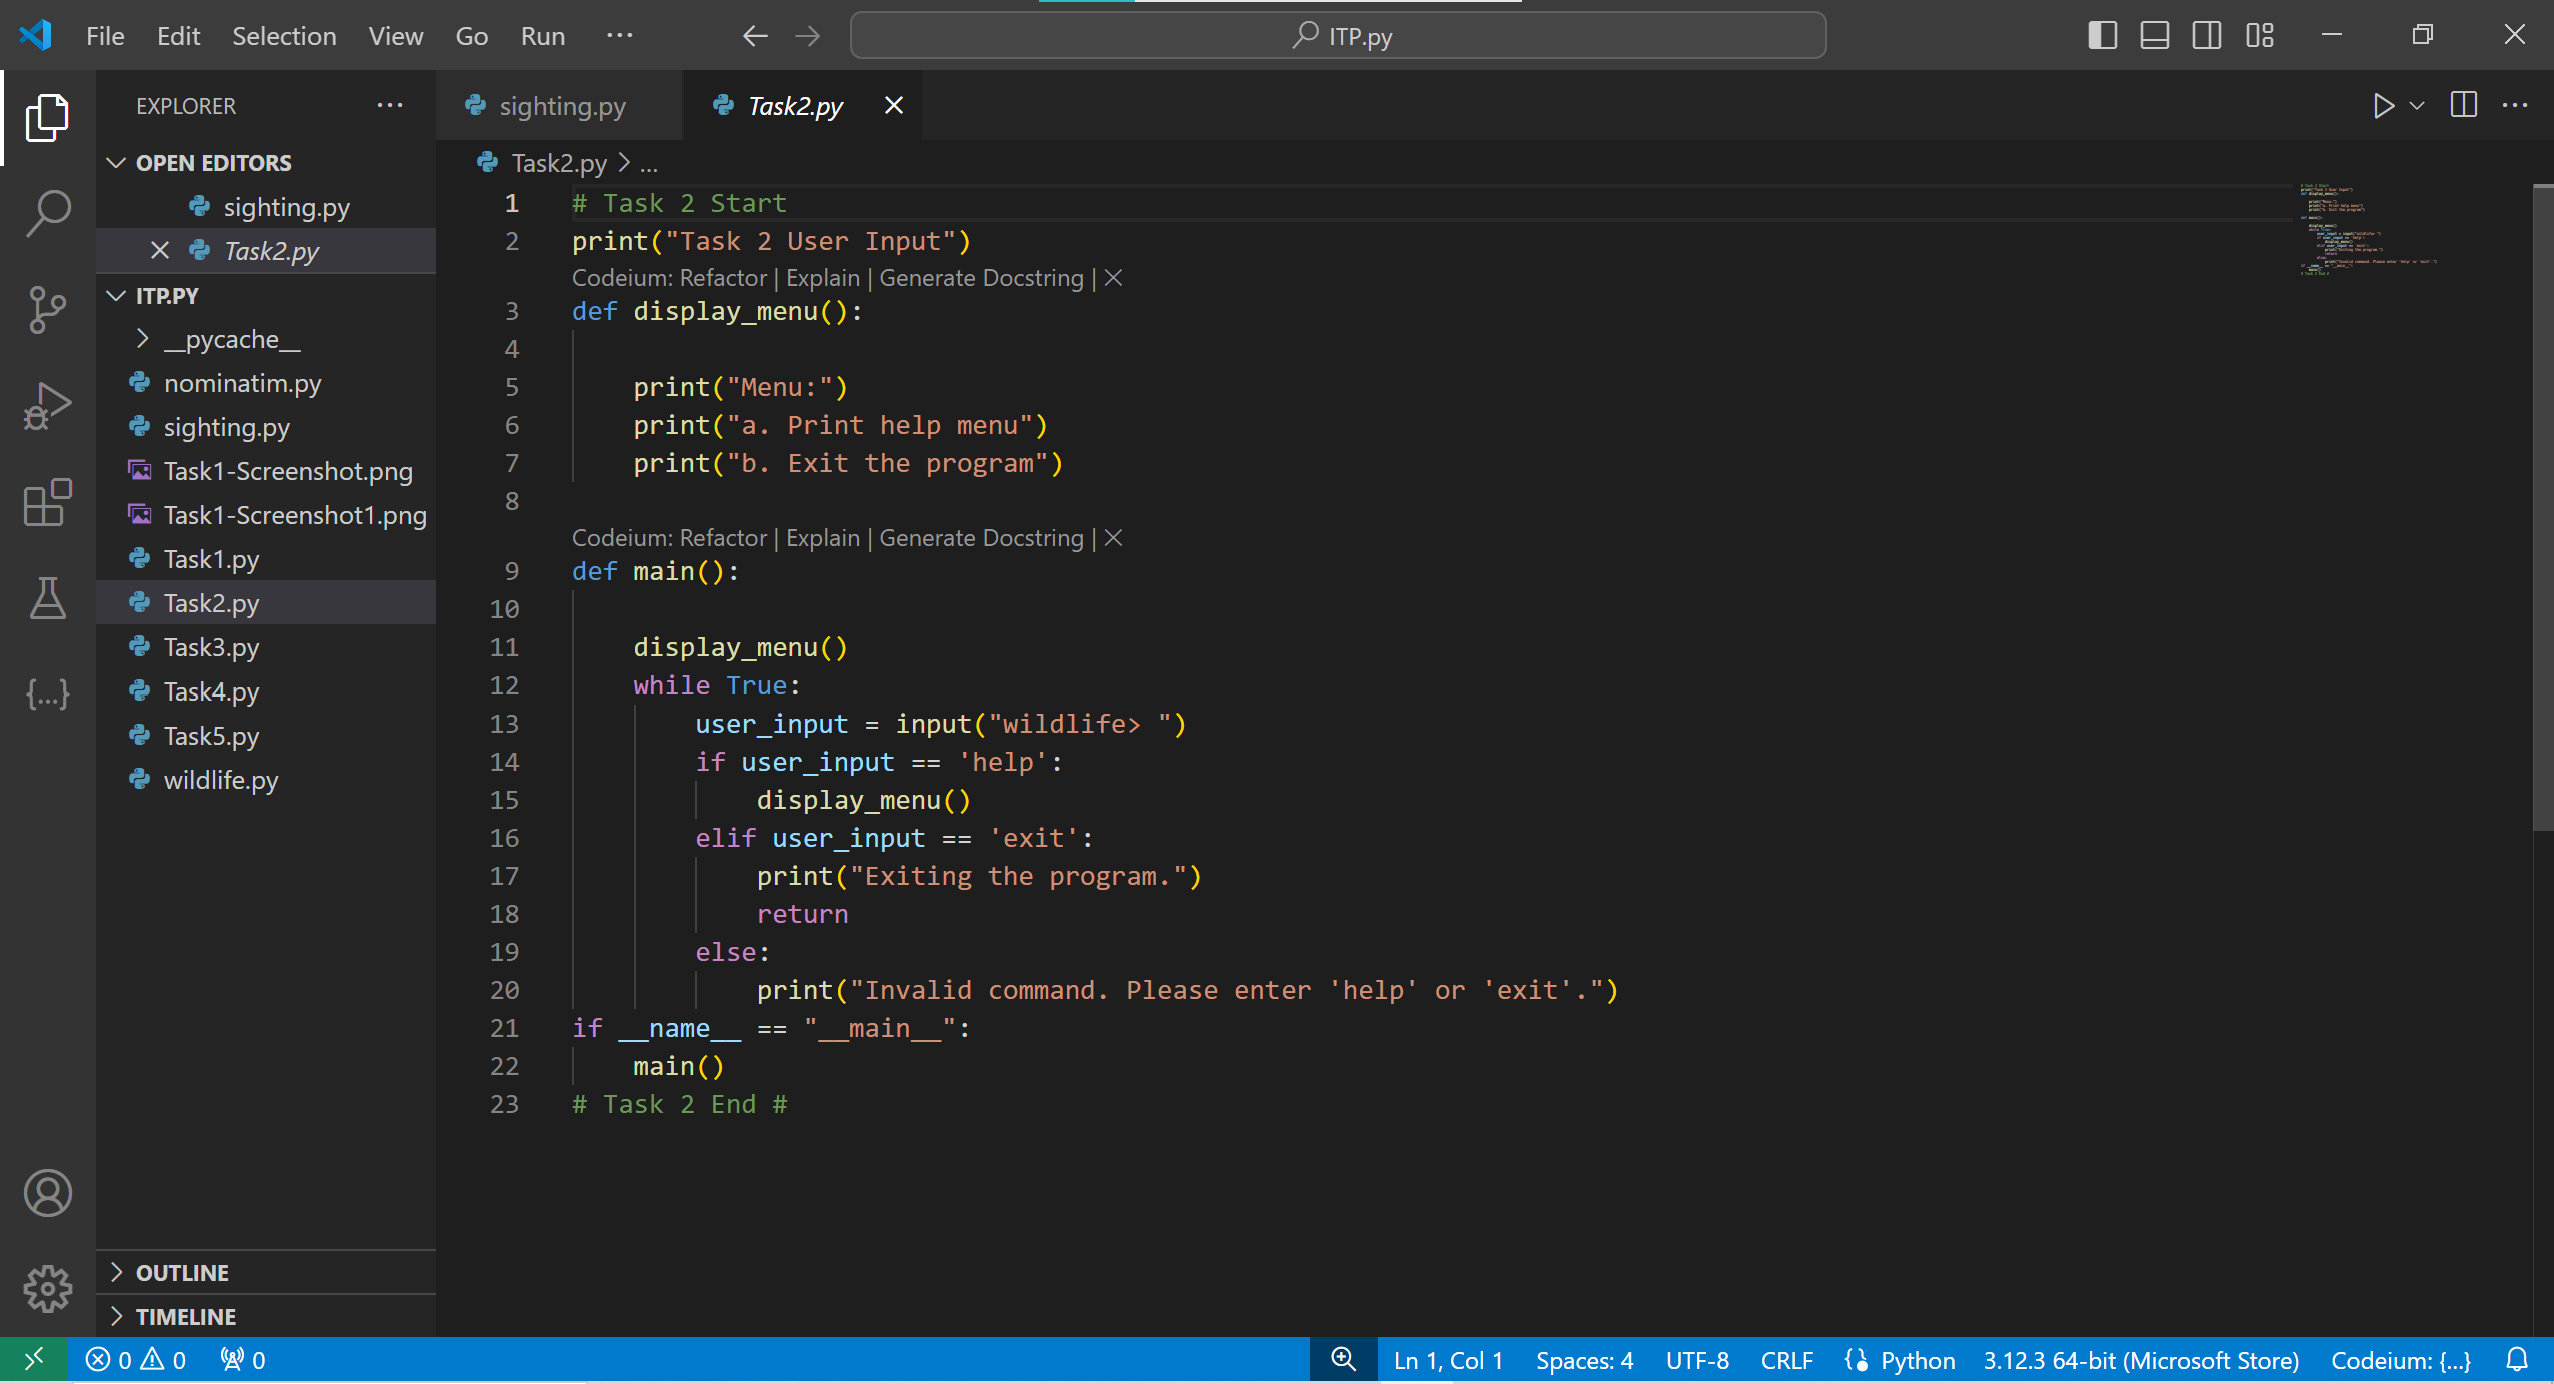 File Edit Selection View Go Run ··· ITP.py
EXPLORER ···
OPEN EDITORS
sighting.py
Task2.py
ITP.PY
__pycache__
nominatim.py
sighting.py
Task1-Screenshot.png
Task1-Screenshot1.png
Task1.py
Task2.py
Task3.py
Task4.py
Task5.py
wildlife.py
OUTLINE
TIMELINE
sighting.py Task2.py
Task2.py > ...
1 # Task 2 Start
2 print("Task 2 User Input")
Codeium: Refactor | Explain | Generate Docstring | ×
3 def display_menu():
4
5 print("Menu:")
6 print("a. Print help menu")
7 print("b. Exit the program")
8
Codeium: Refactor | Explain | Generate Docstring | ×
9 def main():
10
11 display_menu()
12 while True:
13 user_input = input("wildlife> ")
14 if user_input == 'help':
15 display_menu()
16 elif user_input == 'exit':
17 print("Exiting the program.")
18 return
19 else:
20 print("Invalid command. Please enter 'help' or 'exit'.")
21 if __name__ == "__main__":
22 main()
23 # Task 2 End #
0 0 0 Ln 1, Col 1 Spaces: 4 UTF-8 CRLF Python 3.12.3 64-bit (Microsoft Store) Codeium: {...}